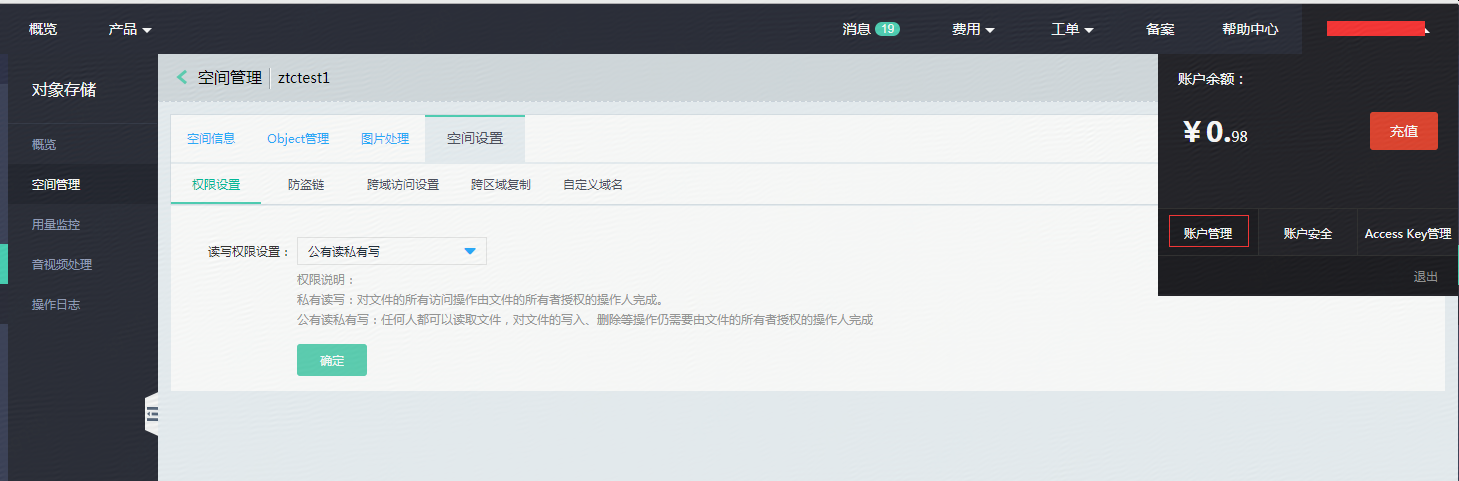 概览 产品 消息 19 费用 工单 备案 帮助中心
对象存储
概览
空间管理
用量监控
音视频处理
操作日志
空间管理 ztctest1
空间信息 Object管理 图片处理 空间设置
权限设置 防盗链 跨域访问设置 跨区域复制 自定义域名
读写权限设置： 公有读私有写
权限说明：
私有读写：对文件的所有访问操作由文件的所有者授权的操作人完成。
公有读私有写：任何人都可以读取文件，对文件的写入、删除等操作仍需要由文件的所有者授权的操作人完成
确定
账户余额：
￥0.98 充值
账户管理 账户安全 Access Key管理
退出